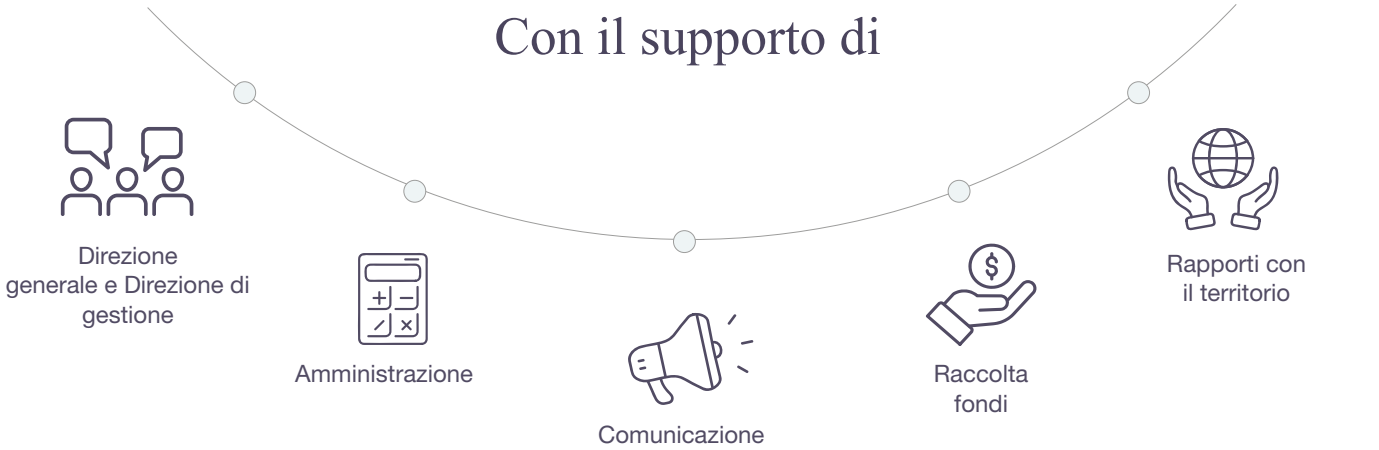 Con il supporto di
Direzione
generale e Direzione di
gestione
Amministrazione
Comunicazione
Raccolta
fondi
Rapporti con
il territorio